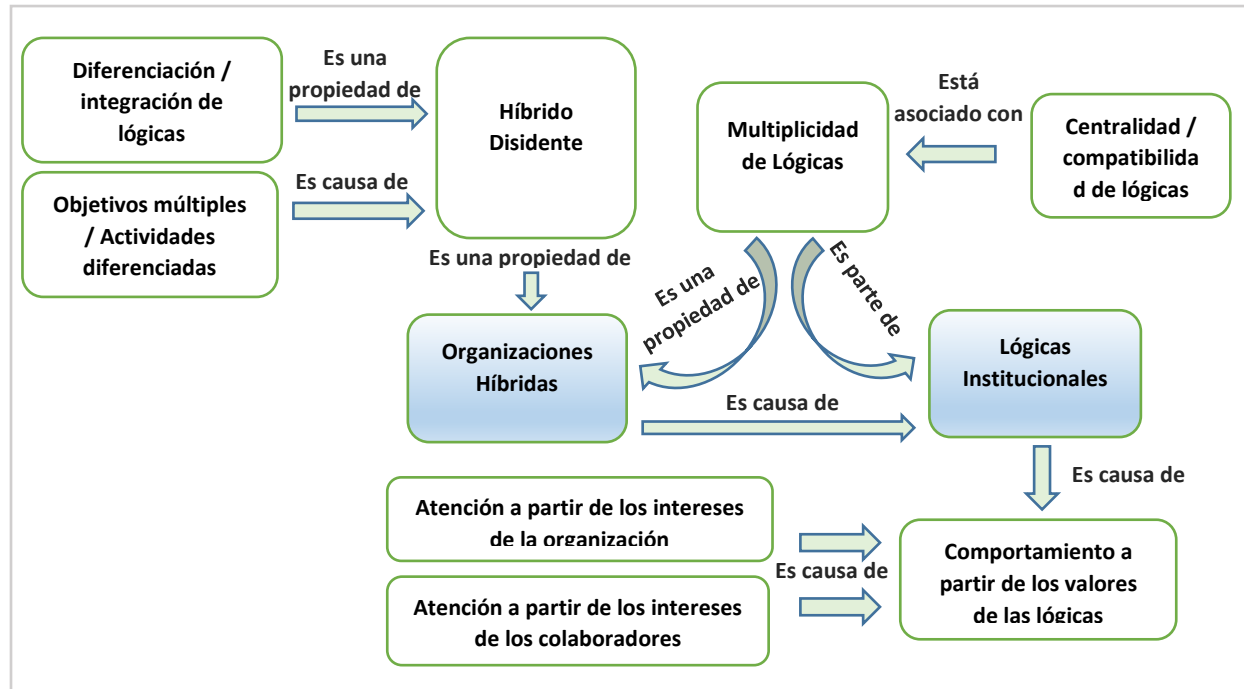 Diferenciación /
integración de
lógicas
Es una
propiedad de
Híbrido
Disidente
Multiplicidad
de Lógicas
Está
asociado con
Centralidad /
compatibilida
d de lógicas
Objetivos múltiples
/ Actividades
diferenciadas
Es causa de
Es una propiedad de
Es una
propiedad de
Es parte de
Organizaciones
Híbridas
Lógicas
Institucionales
Es causa de
Es causa de
Atención a partir de los intereses
de la organización
Es causa de
Atención a partir de los intereses
de los colaboradores
Comportamiento a
partir de los valores
de las lógicas